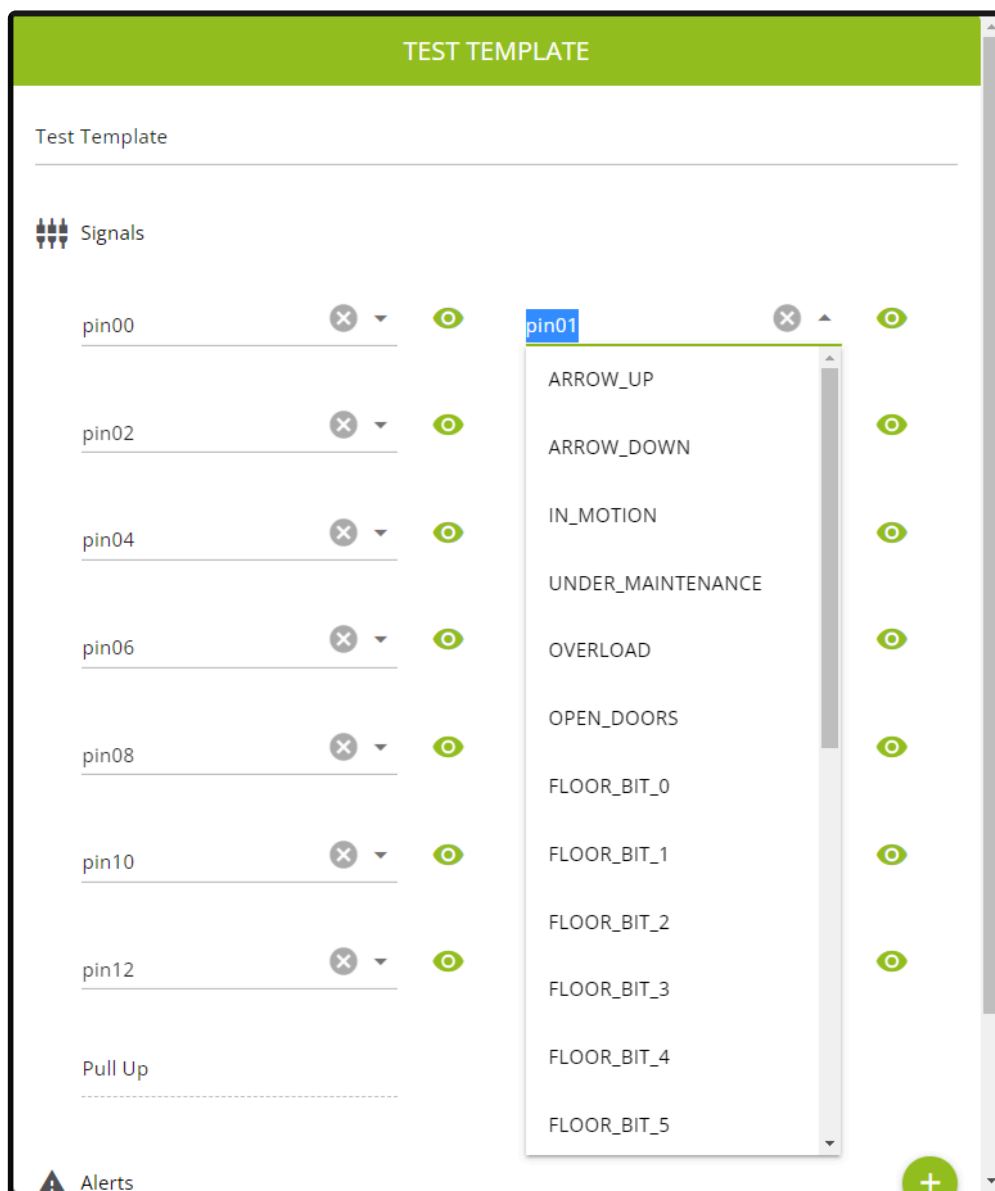 TEST TEMPLATE
Test Template
Signals
pin00
pin01
ARROW_UP
pin02
ARROW_DOWN
IN_MOTION
pin04
UNDER_MAINTENANCE
pin06
OVERLOAD
OPEN_DOORS
pin08
FLOOR_BIT_0
pin10
FLOOR_BIT_1
FLOOR_BIT_2
pin12
FLOOR_BIT_3
Pull Up
FLOOR_BIT_4
FLOOR_BIT_5
Alerts